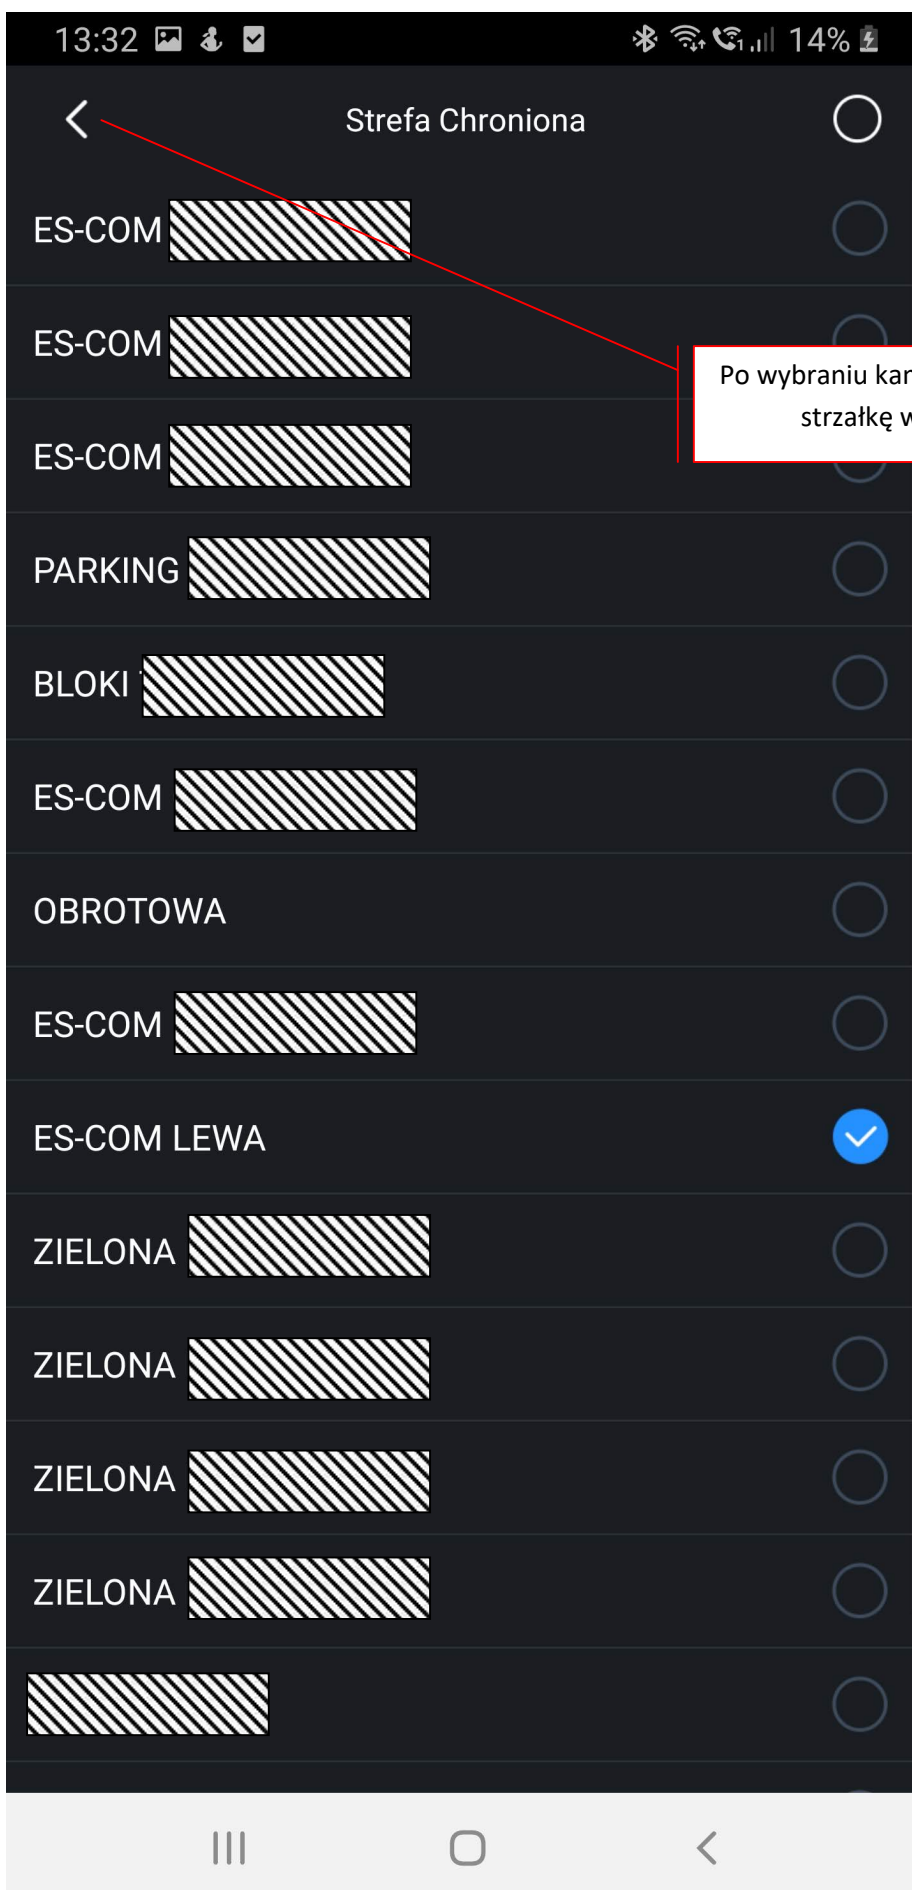 13:32
14%
Strefa Chroniona
ES-COM
ES-COM
Po wybraniu
strzałkę
ES-COM
PARKING
BLOKI
ES-COM
OBROTOWA
ES-COM
ES-COM LEWA
ZIELONA
ZIELONA
ZIELONA
ZIELONA